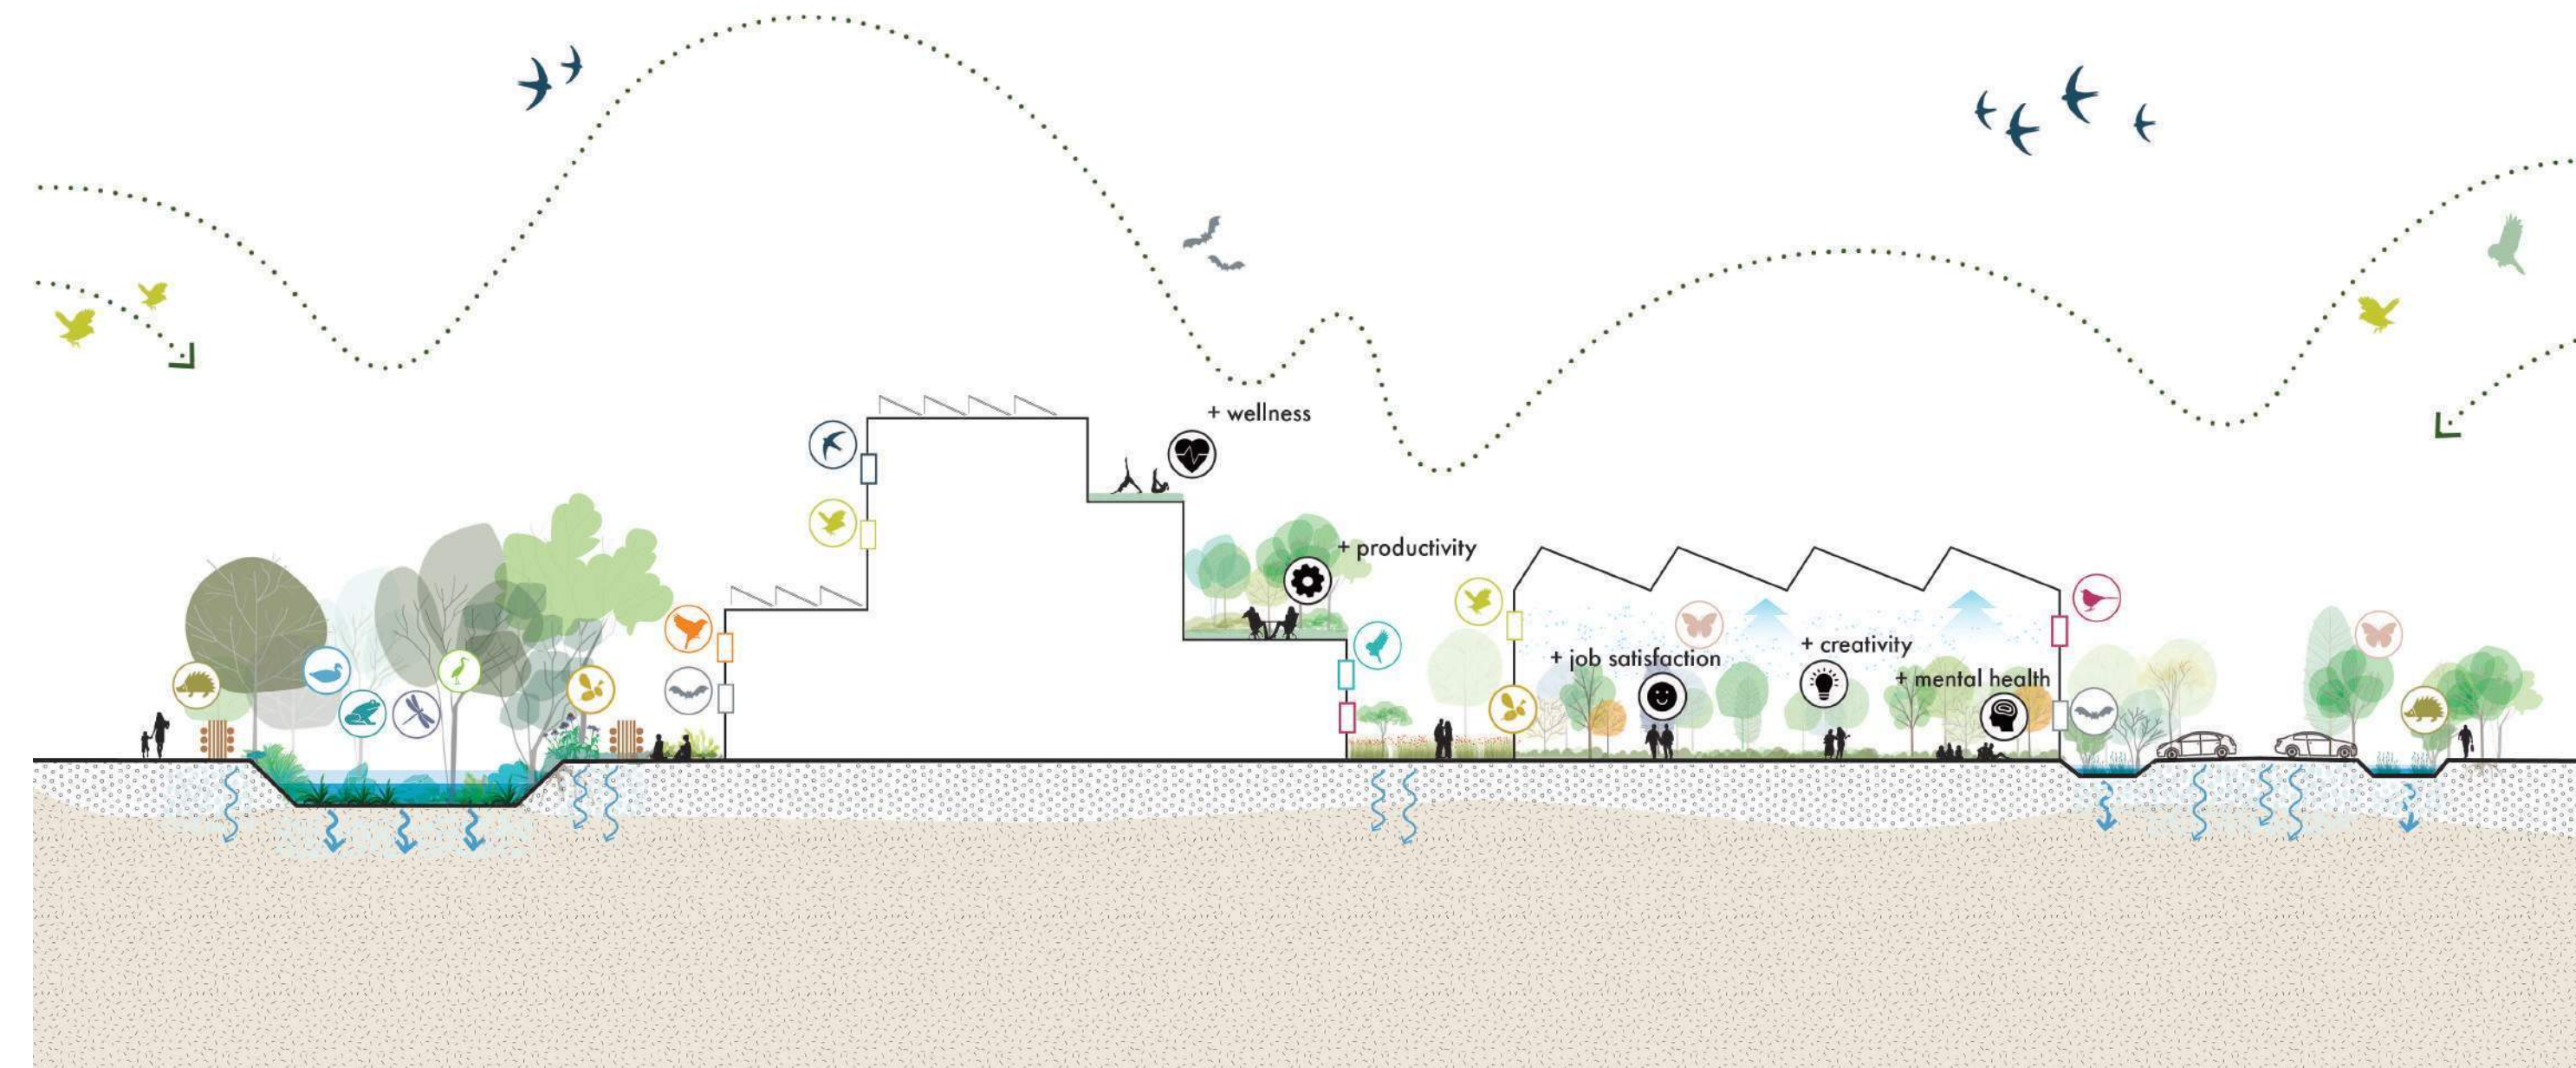 + wellness
+ productivity
+ job satisfaction
+ creativity
+ mental health